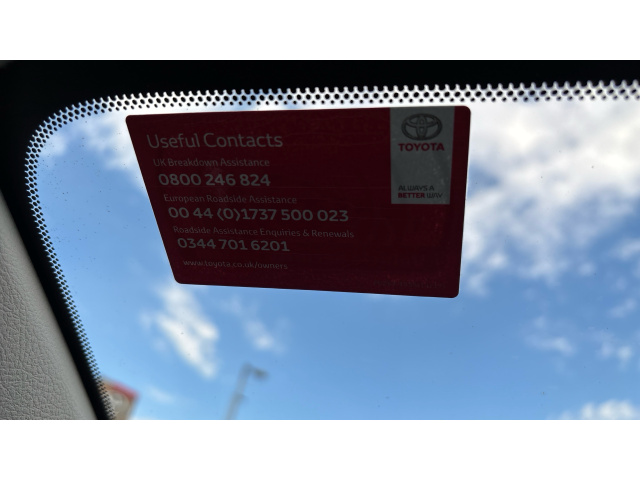 Useful Contacts
UK Breakdown Assistance
0800 246 824
European Roadside Assistance
00 44 (0)1737 500 023
Roadside Assistance Enquiries & Renewals
0344 701 6201
www.toyota.co.uk/owners
TOYOTA
ALWAYS A
BETTER WAY